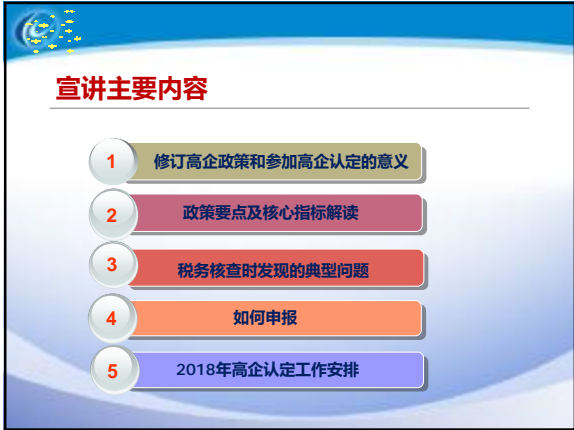 宣讲主要内容
1 修订高企政策和参加高企认定的意义
2 政策要点及核心指标解读
3 税务核查时发现的典型问题
4 如何申报
5 2018年高企认定工作安排